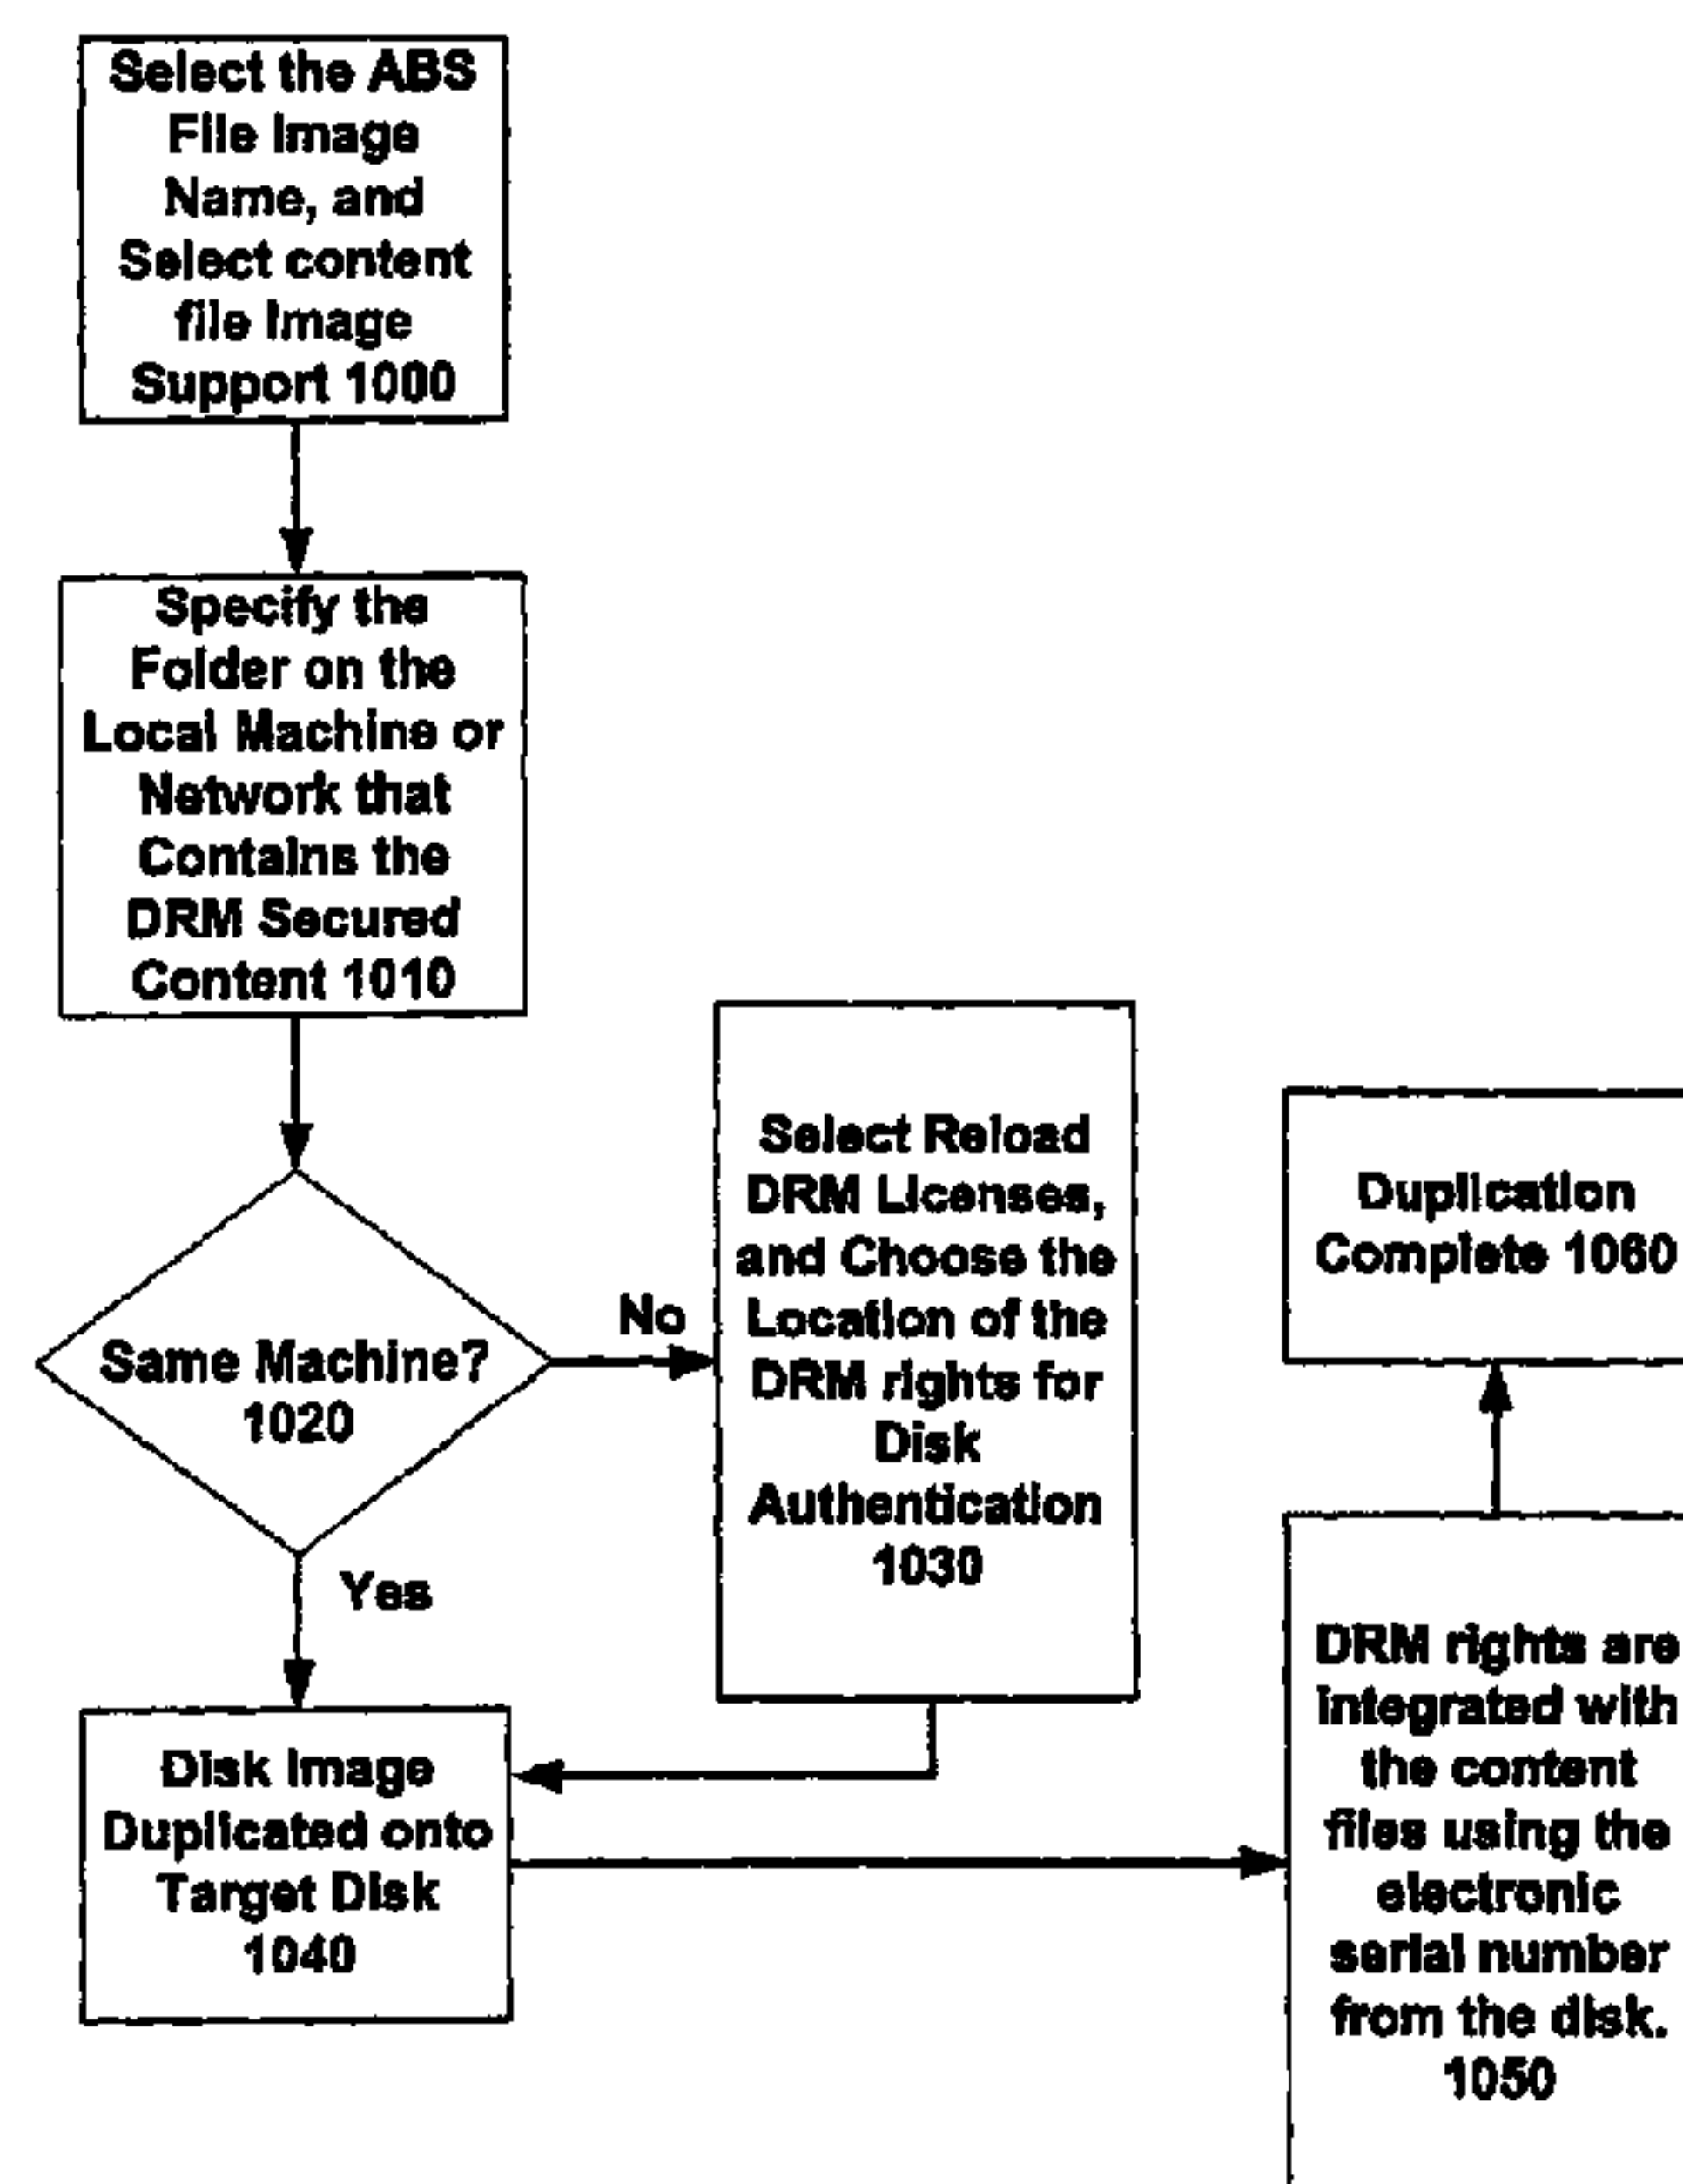 Select the ABS
File Image
Name, and
Select content
file Image
Support 1000
Specify the
Folder on the
Local Machine or
Network that
Contains the
DRM Secured
Content 1010
Same Machine?
1020
No
Yes
Select Reload
DRM Licenses,
and Choose the
Location of the
DRM rights for
Disk
Authentication
1030
Disk Image
Duplicated onto
Target Disk
1040
DRM rights are
integrated with
the content
files using the
electronic
serial number
from the disk.
1050
Duplication
Complete 1060